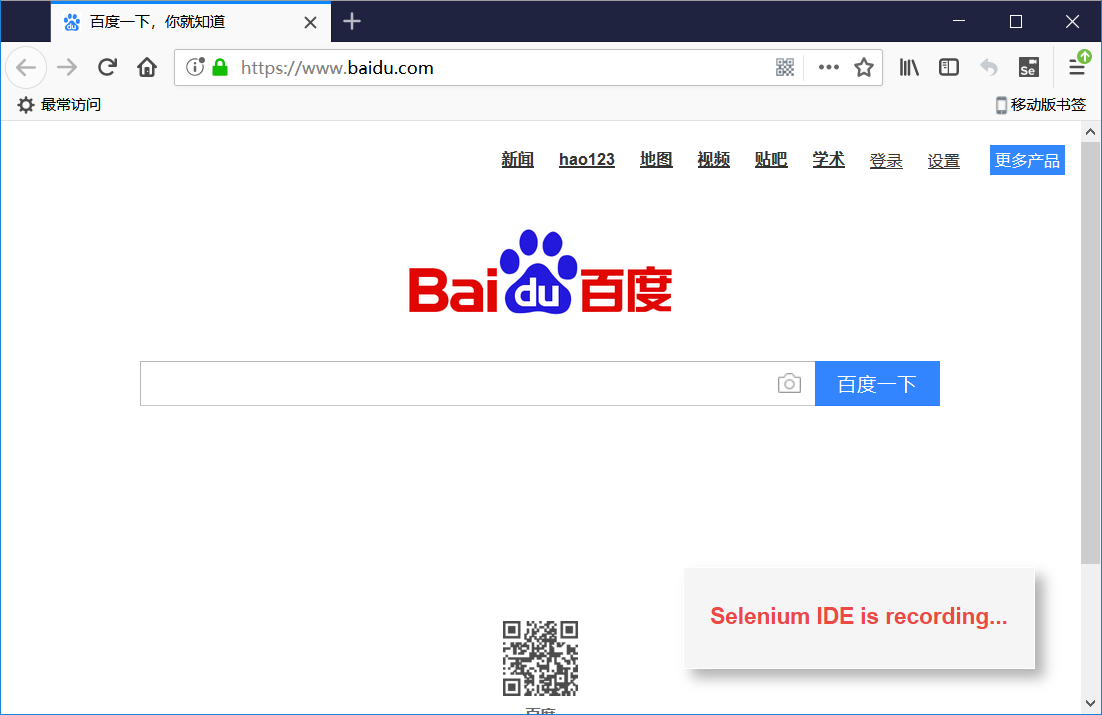 百度一下，你就知道
https://www.baidu.com
Se
最常访问
移动版书签
新闻 hao123 地图 视频 贴吧 学术 登录 设置 更多产品
Bai du 百度
百度一下
Selenium IDE is recording...
百度